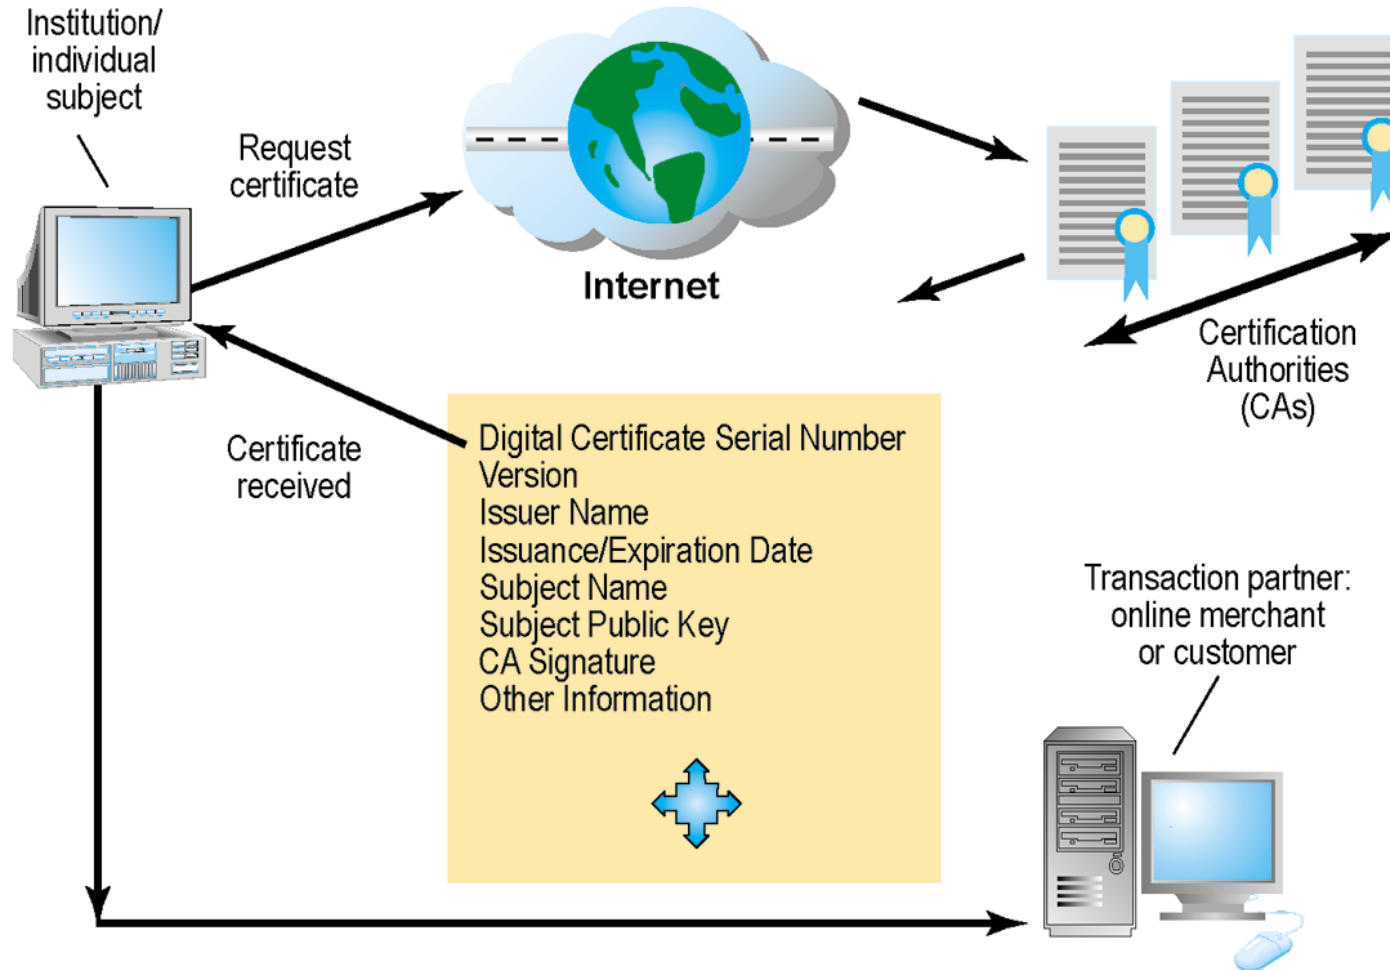 Institution/
individual
subject
Request
certificate
Internet
Certification
Authorities
(CAs)
Certificate
received
Digital Certificate Serial Number
Version
Issuer Name
Issuance/Expiration Date
Subject Name
Subject Public Key
CA Signature
Other Information
Transaction partner:
online merchant
or customer